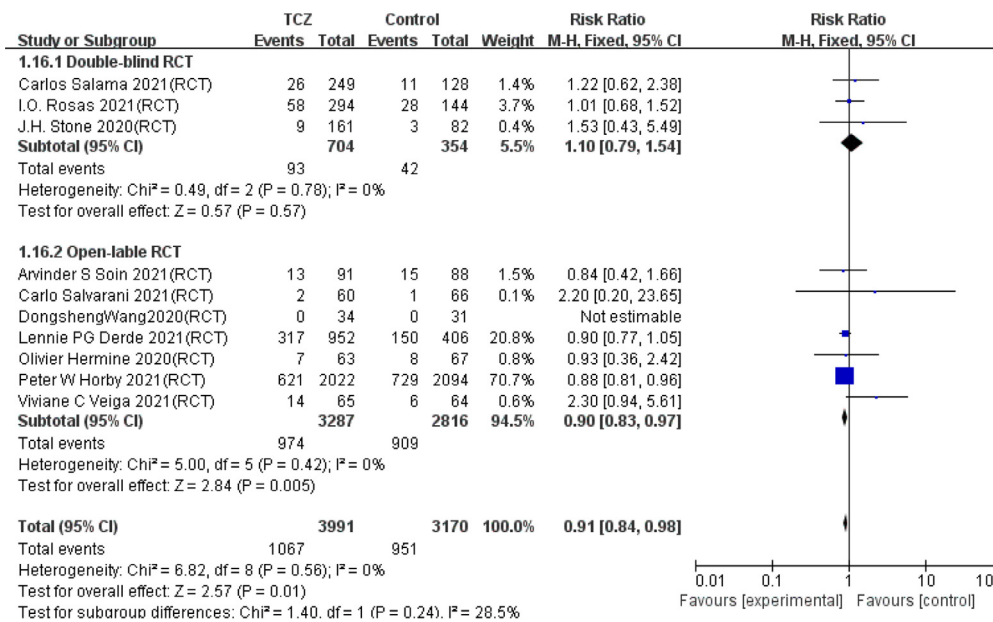 TCZ Control Risk Ratio Risk Ratio
Study or Subgroup Events Total Events Total Weight M-H, Fixed, 95% CI M-H, Fixed, 95% CI
1.16.1 Double-blind RCT
Carlos Salama 2021(RCT) 26 249 11 128 1.4% 1.22 [0.62, 2.38]
I.O. Rosas 2021(RCT) 58 294 28 144 3.7% 1.01 [0.68, 1.52]
J.H. Stone 2020(RCT) 9 161 3 82 0.4% 1.53 [0.43, 5.49]
Subtotal (95% CI) 704 354 5.5% 1.10 [0.79, 1.54]
Total events 93 42
Heterogeneity: Chi² = 0.49, df = 2 (P = 0.78); I² = 0%
Test for overall effect: Z = 0.57 (P = 0.57)
1.16.2 Open-lable RCT
Arvinder S Soin 2021(RCT) 13 91 15 88 1.5% 0.84 [0.42, 1.66]
Carlo Salvarani 2021(RCT) 2 60 1 66 0.1% 2.20 [0.20, 23.65]
DongshengWang2020(RCT) 0 34 0 31 Not estimable
Lennie PG Derde 2021(RCT) 317 952 150 406 20.8% 0.90 [0.77, 1.05]
Olivier Hermine 2020(RCT) 7 63 8 67 0.8% 0.93 [0.36, 2.42]
Peter W Horby 2021(RCT) 621 2022 729 2094 70.7% 0.88 [0.81, 0.96]
Viviane C Veiga 2021(RCT) 14 65 6 64 0.6% 2.30 [0.94, 5.61]
Subtotal (95% CI) 3287 2816 94.5% 0.90 [0.83, 0.97]
Total events 974 909
Heterogeneity: Chi² = 5.00, df = 5 (P = 0.42); I² = 0%
Test for overall effect: Z = 2.84 (P = 0.005)
Total (95% CI) 3991 3170 100.0% 0.91 [0.84, 0.98]
Total events 1067 951
Heterogeneity: Chi² = 6.82, df = 8 (P = 0.56); I² = 0%
Test for overall effect: Z = 2.57 (P = 0.01)
Test for subgroup differences: Chi² = 1.40, df = 1 (P = 0.24), I² = 28.5%
0.01 0.1 1 10 10
Favours [experimental] Favours [control]